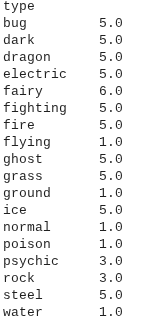 type
bug 5.0
dark 5.0
dragon 5.0
electric 5.0
fairy 6.0
fighting 5.0
fire 5.0
flying 1.0
ghost 5.0
grass 5.0
ground 1.0
ice 5.0
normal 1.0
poison 1.0
psychic 3.0
rock 3.0
steel 5.0
water 1.0